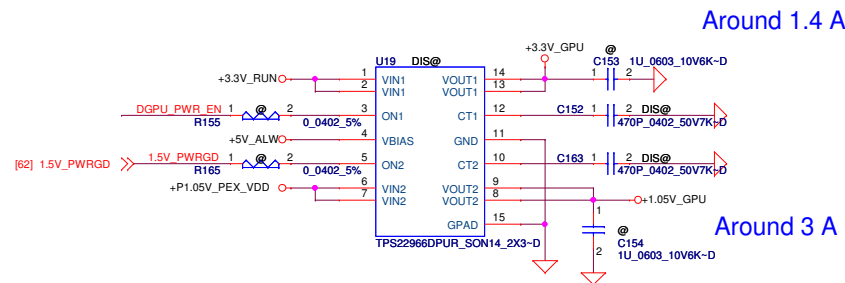 Around 1.4 A
+3.3V_GPU
@
U19 DIS@
C153 1U_0603_10V6K~D
+3.3V_RUN 1 VIN1 VOUT1 14 1 2
2 VIN1 VOUT1 13
DGPU_PWR_EN 1 @ 2 3 ON1 CT1 12 C152 1 2 DIS@
R155 0_0402_5% 470P_0402_50V7K~D
+5V_ALW 4 VBIAS GND 11
[62] 1.5V_PWRGD 1.5V_PWRGD 1 @ 2 5 ON2 CT2 10 C163 1 2 DIS@
R165 0_0402_5% 470P_0402_50V7K~D
+P1.05V_PEX_VDD 6 VIN2 VOUT2 9
7 VIN2 VOUT2 8 +1.05V_GPU
1
GPAD 15 @ Around 3 A
TPS22966DPUR_SON14_2X3~D 2 C154
1U_0603_10V6K~D